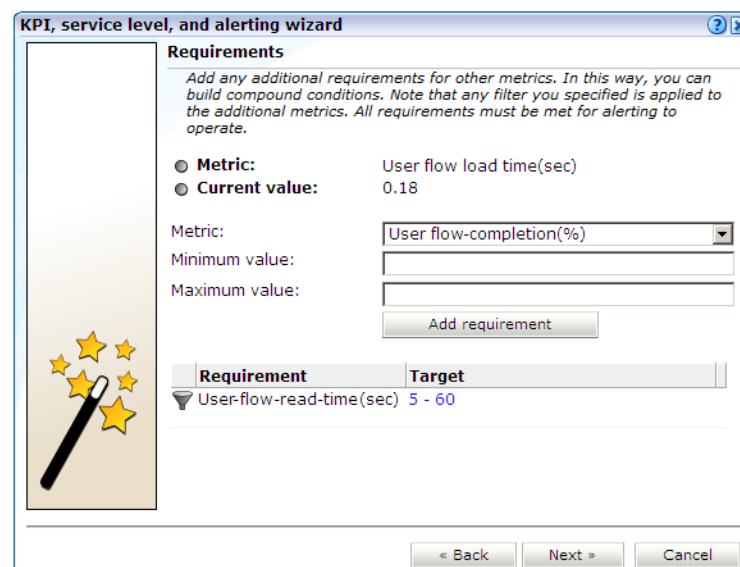 KPI, service level, and alerting wizard
?
Requirements
Add any additional requirements for other metrics. In this way, you can
build compound conditions. Note that any filter you specified is applied to
the additional metrics. All requirements must be met for alerting to
operate.
Metric: User flow load time(sec)
Current value: 0.18
Metric: User flow-completion(%)
Minimum value:
Maximum value:
Add requirement
Requirement Target
User-flow-read-time(sec) 5 - 60
« Back Next » Cancel